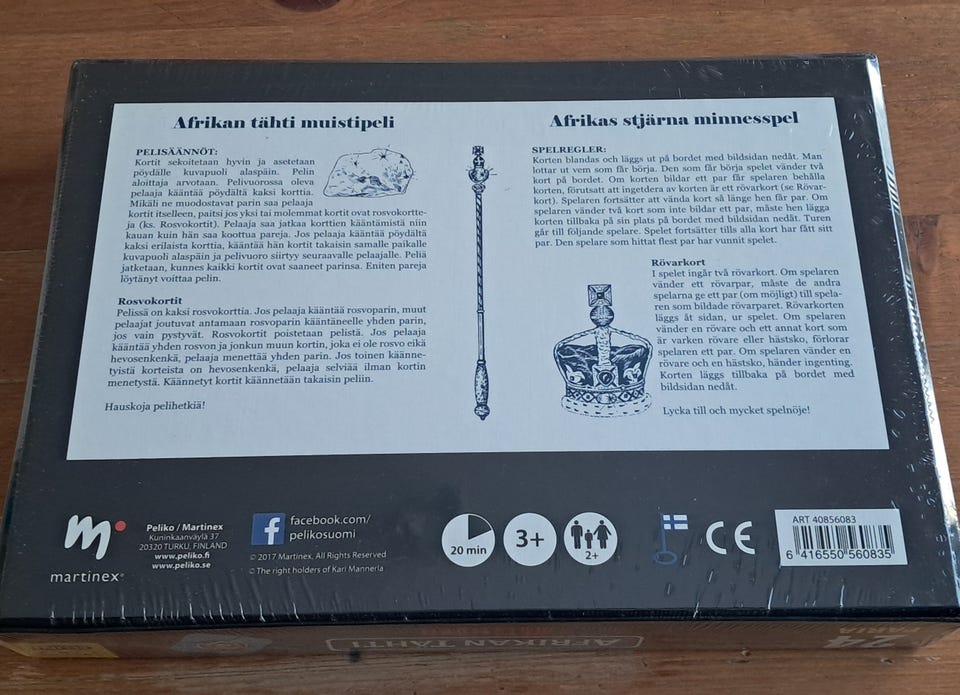 Afrikan tähti muistipeli
PELISÄÄNNÖT:
Kortit sekoitetaan hyvin ja asetetaan
pöydälle kuvapuoli alaspäin. Pelin
aloittaja arvotaan. Pelivuorossa oleva
pelaaja kääntää pöydältä kaksi korttia.
Mikäli ne muodostavat parin saa pelaaja
kortit itselleen, paitsi jos yksi tai molemmat kortit ovat rosvokortte-
ja (ks. Rosvokortit). Pelaaja saa jatkaa korttien kääntämistä niin
kauan kuin hän saa koottua pareja. Jos pelaaja kääntää pöydältä
kaksi erilaista korttia, kääntää hän kortit takaisin samalle paikalle
kuvapuoli alaspäin ja pelivuoro siirtyy seuraavalle pelaajalle. Peliä
jatketaan, kunnes kaikki kortit ovat saaneet parinsa. Eniten pareja
löytänyt voittaa pelin.
Rosvokortit
Pelissä on kaksi rosvokorttia. Jos pelaaja kääntää rosvoparin, muut
pelaajat joutuvat antamaan rosvoparin kääntäneelle yhden parin,
jos vain pystyvät. Rosvokortit poistetaan pelistä. Jos pelaaja
kääntää yhden rosvon ja jonkun muun kortin, joka ei ole rosvo eikä
hevosenkenkä, pelaaja menettää yhden parin. Jos toinen käänne-
tyistä korteista on hevosenkenkä, pelaaja selviää ilman kortin
menetystä. Käännetyt kortit käännetään takaisin peliin.
Hauskoja pelihetkiä!
Afrikas stjärna minnesspel
SPELREGLER:
Korten blandas och läggs ut på bordet med bildsidan nedåt. Man
lottar ut vem som får börja. Den som får börja spelet vänder två
kort på bordet. Om korten bildar ett par får spelaren behålla
korten, förutsatt att ingetdera av korten är ett rövarkort (se Rövar-
kort). Spelaren fortsätter att vända kort så länge hen får par. Om
spelaren vänder två kort som inte bildar ett par, måste hen lägga
korten tillbaka på sin plats på bordet med bildsidan nedåt. Turen
går till följande spelare. Spelet fortsätter tills alla kort har fått sitt
par. Den spelare som hittat flest par har vunnit spelet.
Rövarkort
I spelet ingår två rövarkort. Om spelaren
vänder ett rövarpar, måste de andra
spelarna ge ett par (om möjligt) till spela-
ren som bildade rövarparet. Rövarkorten
läggs åt sidan, ur spelet. Om spelaren
vänder en rövare och ett annat kort som
är varken rövare eller hästsko, förlorar
spelaren ett par. Om spelaren vänder en
rövare och en hästsko, händer ingenting.
Korten läggs tillbaka på bordet med
bildsidan nedåt.
Lycka till och mycket spelnöje!
m
martinex®
Peliko / Martinex
Kuninkaanväylä 37
20320 TURKU, FINLAND
www.peliko.fi
www.peliko.se
f
facebook.com/
pelikosuomi
© 2017 Martinex, All Rights Reserved
© The right holders of Kari Mannerla
20 min
3+
2+
CE
ART 40856083
6 416550 560835
AFRIKAN TÄHTI
24
PARIA